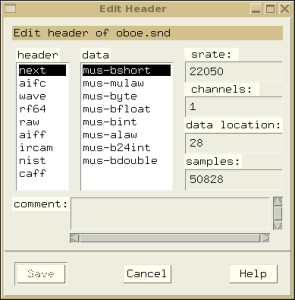 Edit Header
Edit header of oboe.snd
header
next
aifc
wave
rf64
raw
aiff
ircam
nist
caff
data
mus-bshort
mus-mulaw
mus-byte
mus-bfloat
mus-bint
mus-alaw
mus-b24int
mus-bdouble
srate:
22050
channels:
1
data location:
28
samples:
50828
comment:
Save
Cancel
Help